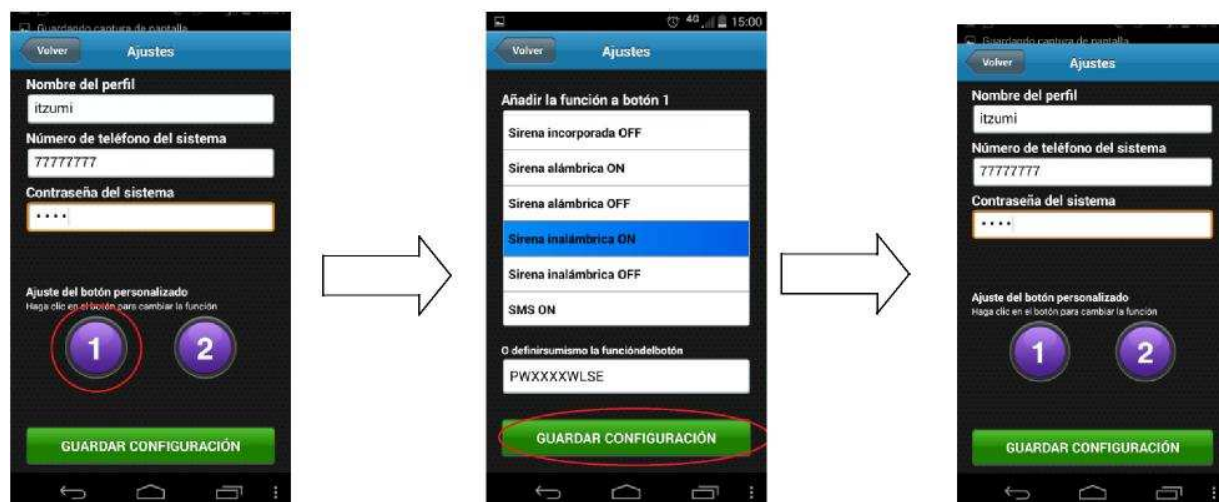 Guardando captura de pantalla
Volver
Ajustes
Nombre del perfil
itzumi
Número de teléfono del sistema
77777777
Contraseña del sistema
····
Ajuste del botón personalizado
Haga clic en el botón para cambiar la función
1
2
GUARDAR CONFIGURACIÓN
4G 15:00
Volver
Ajustes
Añadir la función a botón 1
Sirena incorporada OFF
Sirena alámbrica ON
Sirena alámbrica OFF
Sirena inalámbrica ON
Sirena inalámbrica OFF
SMS ON
O definirsumismo la funcióndelbotón
PWXXXXWLSE
GUARDAR CONFIGURACIÓN
Guardando captura de pantalla
Volver
Ajustes
Nombre del perfil
itzumi
Número de teléfono del sistema
77777777
Contraseña del sistema
····
Ajuste del botón personalizado
Haga clic en el botón para cambiar la función
1
2
GUARDAR CONFIGURACIÓN